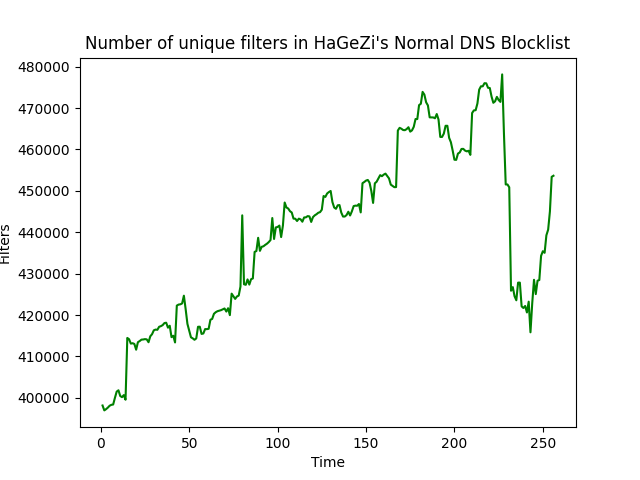 Number of unique filters in HaGeZi's Normal DNS Blocklist
480000
470000
460000
450000
440000
430000
420000
410000
400000
Filters
0 50 100 150 200 250
Time